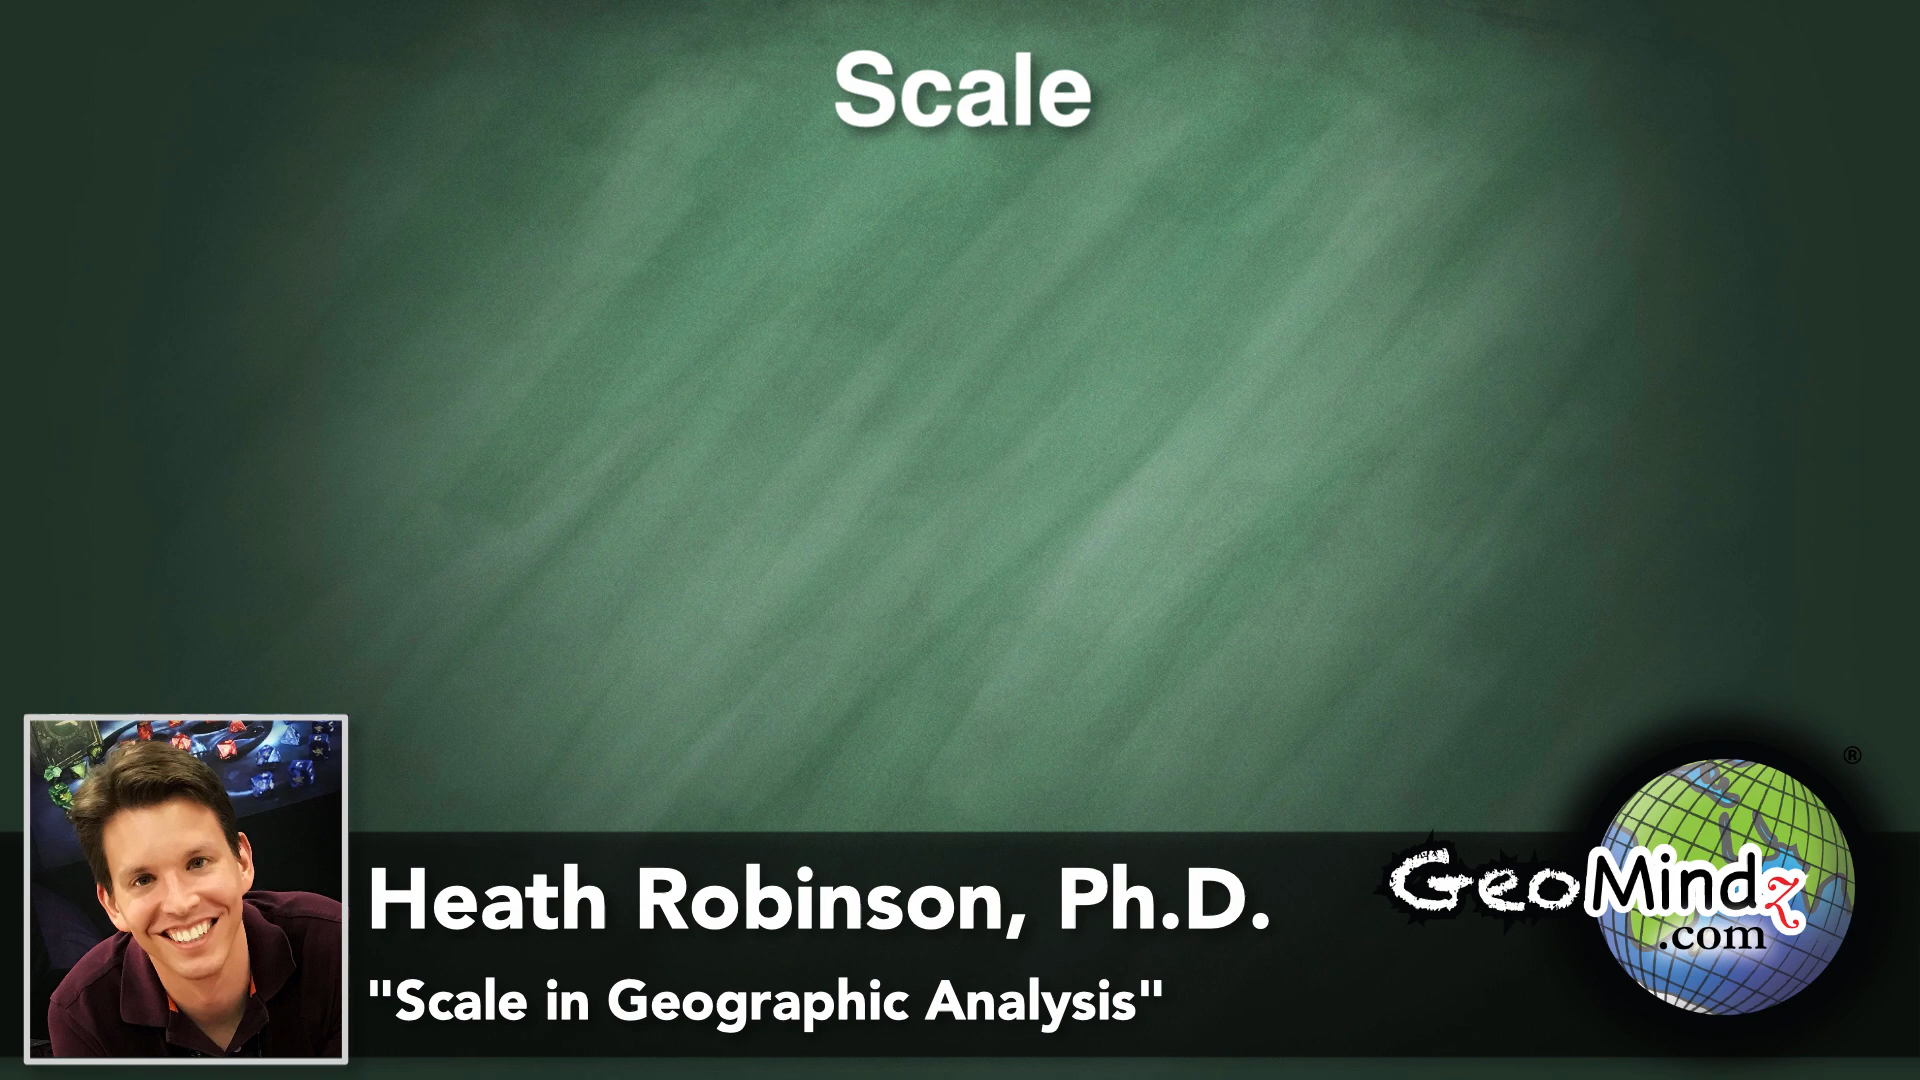 Scale
®
GeoMindz
.com
Heath Robinson, Ph.D.
"Scale in Geographic Analysis"